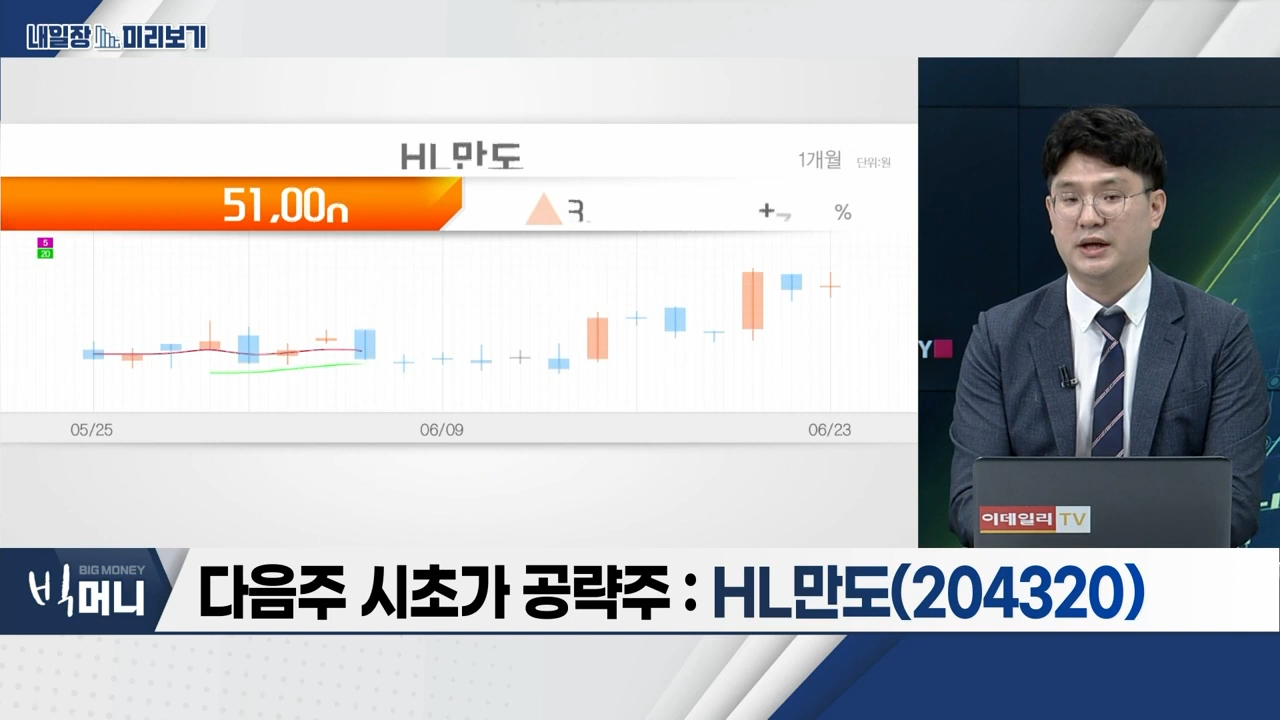 내일장 미리보기
HL만도
1개월 단위:원
51,00
+ %
5
20
05/25 06/09 06/23
Y
이데일리 TV
BIG MONEY
빅머니
다음주 시초가 공략주 : HL만도(204320)